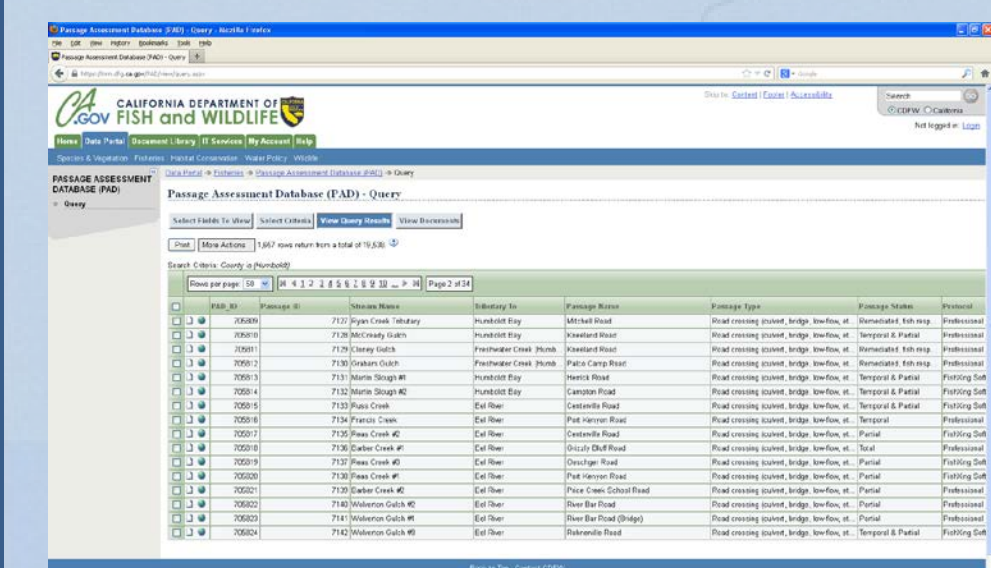 Passage Assessment Database (PAD) - Query - Mozilla Firefox
File Edit View History Bookmarks Tools Help
Passage Assessment Database (PAD) - Query +
Google
Skip to: Content | Footer | Accessibility
Search
CDFW California
Not logged in: Login
CA.GOV CALIFORNIA DEPARTMENT OF FISH and WILDLIFE
Home Data Portal Document Library IT Services My Account Help
Species & Vegetation Fisheries Habitat Conservation Water Policy Wildlife
PASSAGE ASSESSMENT DATABASE (PAD)
Query
Data Portal → Fisheries → Passage Assessment Database (PAD) → Query
Passage Assessment Database (PAD) - Query
Select Fields To View Select Criteria View Query Results View Documents
Print More Actions 1,667 rows return from a total of
Search Criteria: County is (Humboldt)
Rows per page: 50 1 2 3 4 5 6 7 8 9 10 ... Page 2 of 34
PAD_ID Passage ID Stream Name Tributary To Passage Name Passage Type Passage Status Protocol
705809 7127 Ryan Creek Tributary Humboldt Bay Mitchell Road Road crossing (culvert, bridge, low-flow, et... Remediated, fish resp... Professional
705810 7128 McCready Gulch Humboldt Bay Kneeland Road Road crossing (culvert, bridge, low-flow, et... Temporal & Partial Professional
705811 7129 Cloney Gulch Freshwater Creek (Humb... Kneeland Road Road crossing (culvert, bridge, low-flow, et... Remediated, fish resp... Professional
705812 7130 Graham Gulch Freshwater Creek (Humb... Palco Camp Road Road crossing (culvert, bridge, low-flow, et... Remediated, fish resp... Professional
705813 7131 Martin Slough #1 Humboldt Bay Herrick Road Road crossing (culvert, bridge, low-flow, et... Temporal & Partial FishXing Soft
705814 7132 Martin Slough #2 Humboldt Bay Campton Road Road crossing (culvert, bridge, low-flow, et... Temporal & Partial FishXing Soft
705815 7133 Russ Creek Eel River Centerville Road Road crossing (culvert, bridge, low-flow, et... Temporal & Partial FishXing Soft
705816 7134 Francis Creek Eel River Port Kenyon Road Road crossing (culvert, bridge, low-flow, et... Temporal Professional
705817 7135 Reas Creek #2 Eel River Centerville Road Road crossing (culvert, bridge, low-flow, et... Partial FishXing Soft
705818 7136 Barber Creek #1 Eel River Grizzly Bluff Road Road crossing (culvert, bridge, low-flow, et... Total Professional
705819 7137 Reas Creek #3 Eel River Oeschger Road Road crossing (culvert, bridge, low-flow, et... Partial FishXing Soft
705820 7138 Reas Creek #1 Eel River Port Kenyon Road Road crossing (culvert, bridge, low-flow, et... Partial FishXing Soft
705821 7139 Barber Creek #2 Eel River Price Creek School Road Road crossing (culvert, bridge, low-flow, et... Partial Professional
705822 7140 Wolverton Gulch #2 Eel River River Bar Road Road crossing (culvert, bridge, low-flow, et... Partial Professional
705823 7141 Wolverton Gulch #1 Eel River River Bar Road (Bridge) Road crossing (culvert, bridge, low-flow, et... Partial Professional
705824 7142 Wolverton Gulch #3 Eel River Rohnerville Road Road crossing (culvert, bridge, low-flow, et... Temporal & Partial FishXing Soft
Back to Top Contact CDFW